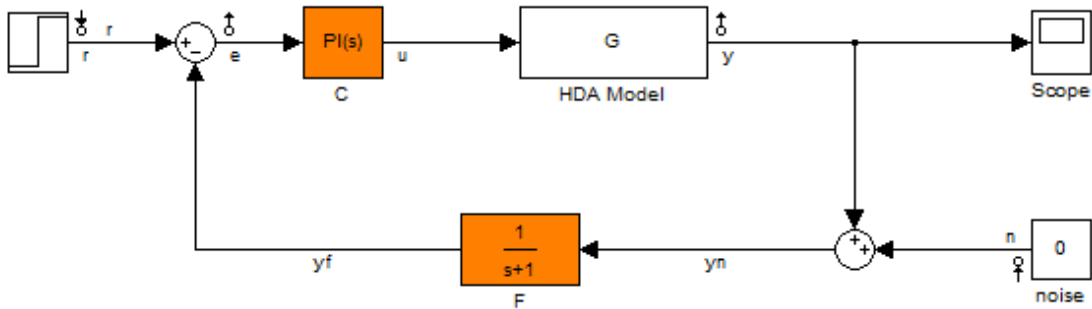 r
r
+
−
e
PI(s)
C
u
G
HDA Model
y
Scope
yf
1
s+1
F
yn
+
+
n
0
noise